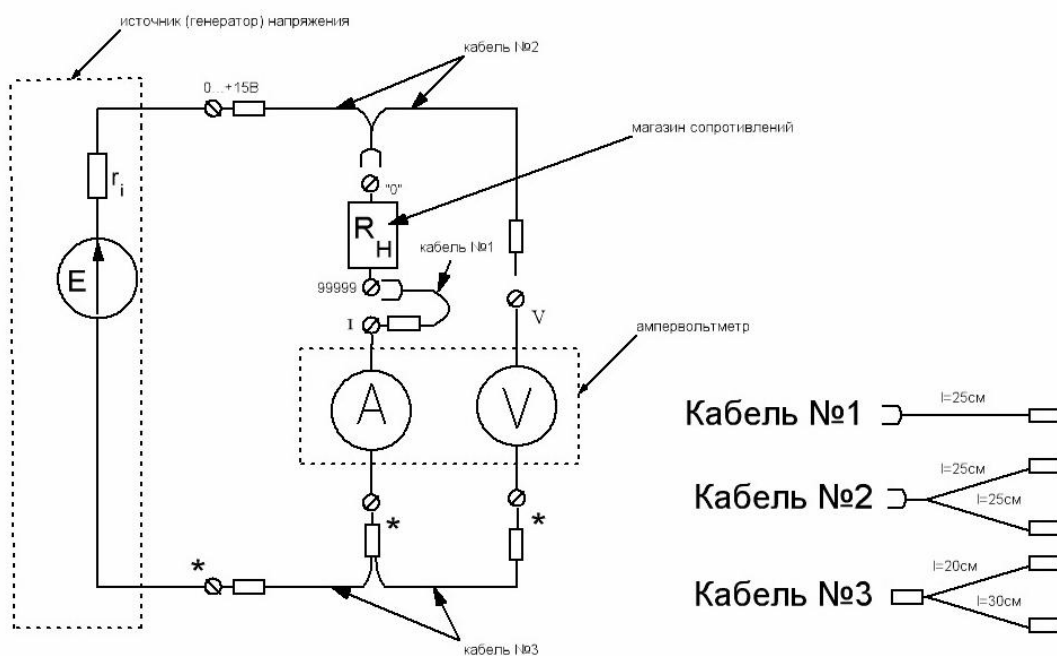 источник (генератор) напряжения
кабель №2
0...+15В
магазин сопротивлений
r i
"0"
R H
кабель №1
E
99999
I
V
ампервольтметр
A
V
Кабель №1
l=25см
Кабель №2
l=25см
l=25см
*
*
*
Кабель №3
l=20см
l=30см
кабель №3